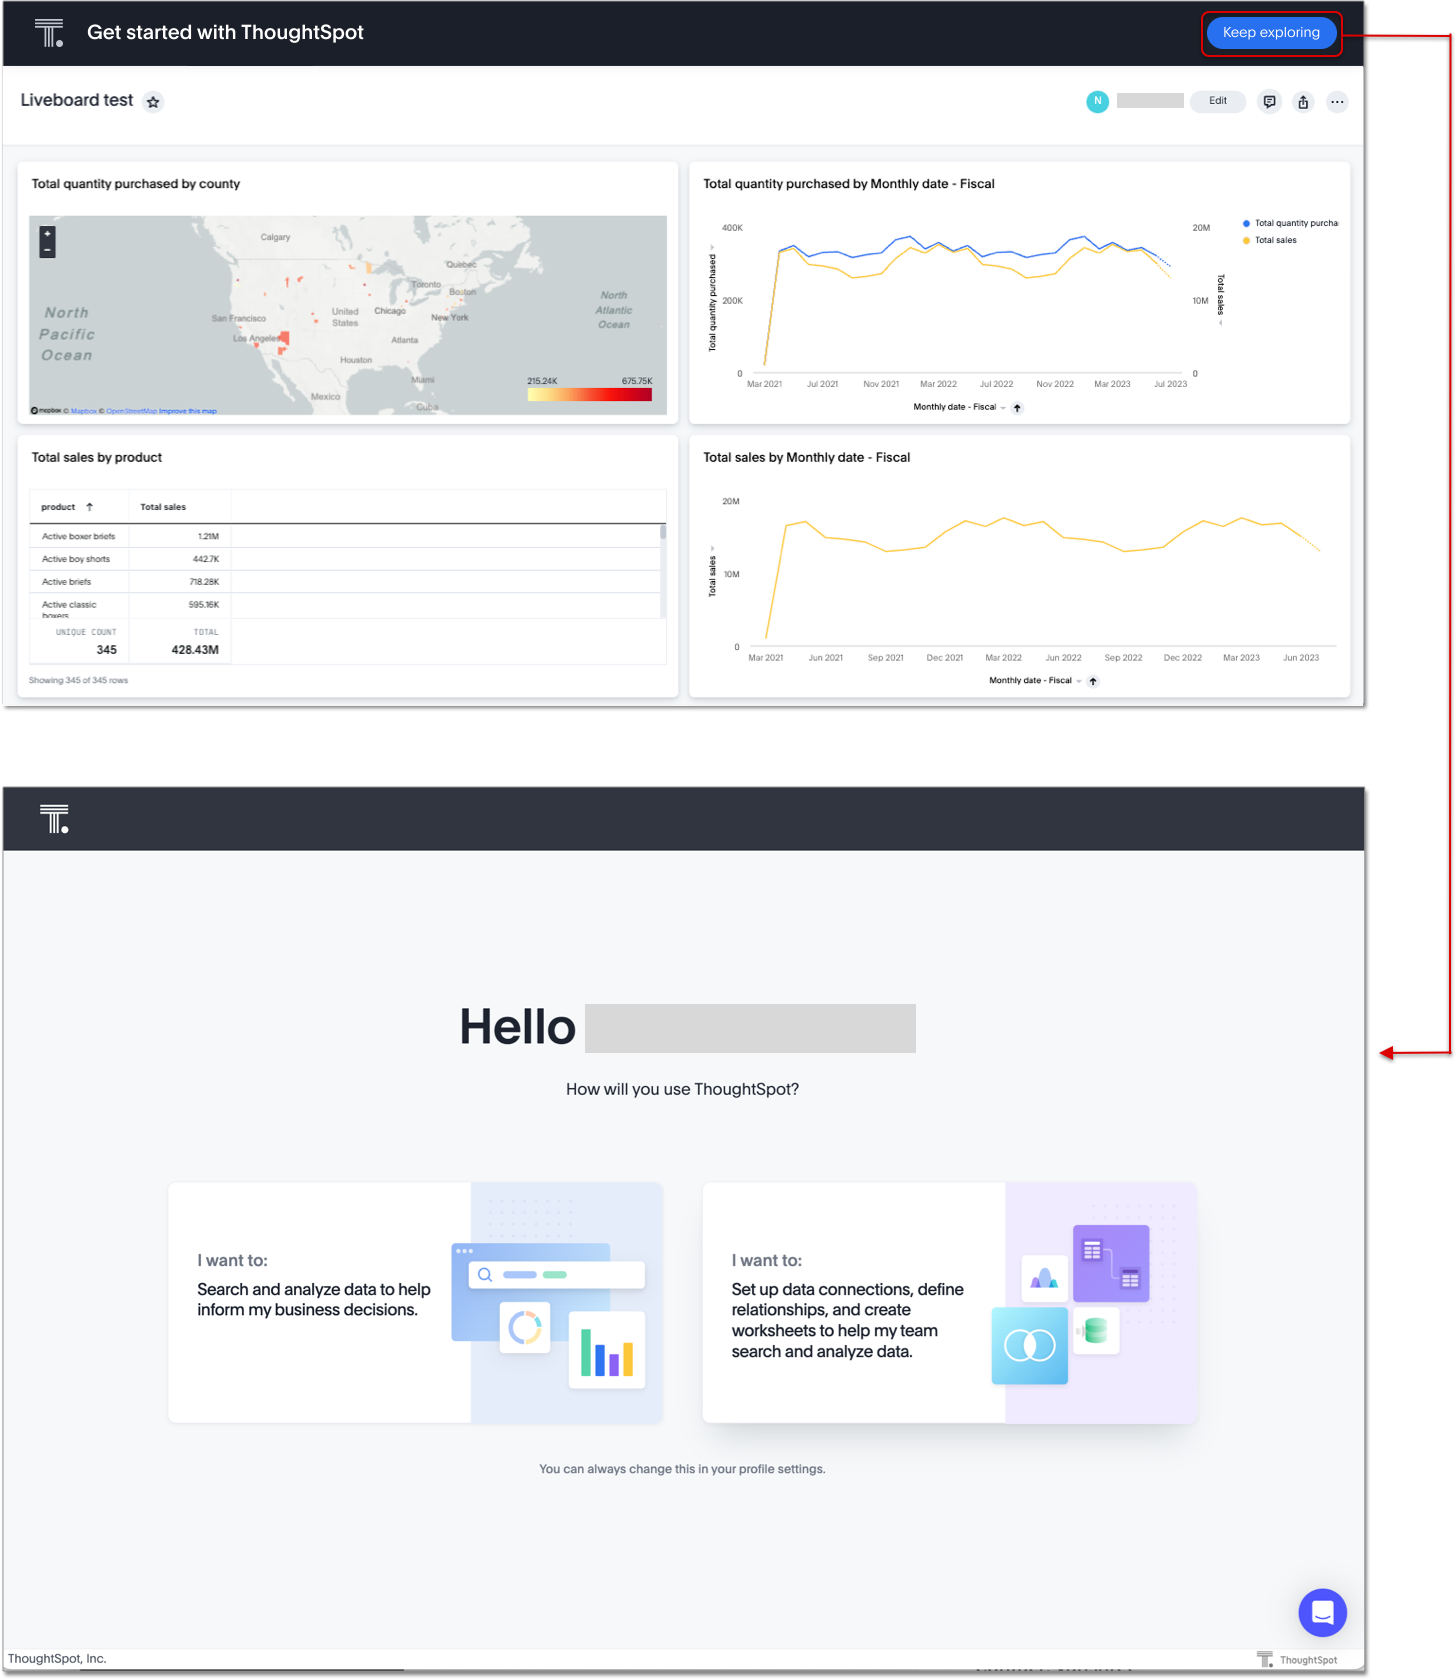 Get started with ThoughtSpot
Keep exploring
Liveboard test
N
Edit
Total quantity purchased by county
+
−
Calgary
Quebec
Toronto
Boston
North
Pacific
Ocean
North
Atlantic
Ocean
San Francisco
United
States
Chicago
New York
Los Angeles
Atlanta
Houston
Miami
Mexico
Cuba
215.24K
675.75K
mapbox © Mapbox © OpenStreetMap Improve this map
Total quantity purchased by Monthly date - Fiscal
400K
200K
0
Total quantity purchased
20M
10M
0
Total sales
Total quantity purcha
Total sales
Mar 2021
Jul 2021
Nov 2021
Mar 2022
Jul 2022
Nov 2022
Mar 2023
Jul 2023
Monthly date - Fiscal
Total sales by product
product
Total sales
Active boxer briefs 1.21M
Active boy shorts 442.7K
Active briefs 718.28K
Active classic 595.16K
boxers
UNIQUE COUNT TOTAL
345 428.43M
Showing 345 of 345 rows
Total sales by Monthly date - Fiscal
20M
10M
0
Total sales
Mar 2021
Jun 2021
Sep 2021
Dec 2021
Mar 2022
Jun 2022
Sep 2022
Dec 2022
Mar 2023
Jun 2023
Monthly date - Fiscal
Hello
How will you use ThoughtSpot?
I want to:
Search and analyze data to help
inform my business decisions.
I want to:
Set up data connections, define
relationships, and create
worksheets to help my team
search and analyze data.
You can always change this in your profile settings.
ThoughtSpot, Inc.
ThoughtSpot